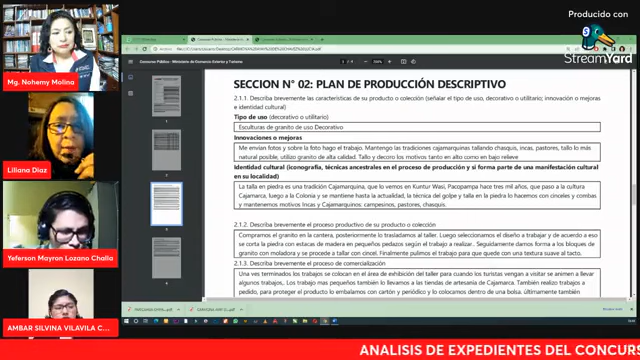 Producido con
StreamYard
Mg. Nohemy Molina
Liliana Diaz
Yeferson Mayran Lozano Challa
AMBAR SILVINA VILAVILA C...
Concurso Público - Ministerio de Comercio Exterior y Turismo
SECCION N° 02: PLAN DE PRODUCCIÓN DESCRIPTIVO
2.1.1. Describa brevemente las características de su producto o colección (señalar el tipo de uso, decorativo o utilitario; innovación o mejoras
e identidad cultural)
Tipo de uso (decorativo o utilitario)
Esculturas de granito de uso Decorativo
Innovaciones o mejoras
Me envían fotos y sobre la foto hago el trabajo. Mantengo las tradiciones cajamarquinas tallando chasquis, incas, pastores, tallo lo más
natural posible, utilizo granito de alta calidad. Tallo y decoro los motivos tanto en alto como en bajo relieve
Identidad cultural (iconografía, técnicas ancestrales en el proceso de producción y si forma parte de una manifestación cultural
en su localidad)
La talla en piedra es una tradición Cajamarquina, que lo vemos en Kuntur Wasi, Pacopampa hace tres mil años, que paso a la cultura
Cajamarca, luego a la Colonia y se mantiene hasta la actualidad, la técnica del golpe y talla en la piedra lo hacemos con cinceles y combas
y mantenemos motivos Incas y Cajamarquinos: campesinos, pastores, chasquis.
2.1.2. Describa brevemente el proceso productivo de su producto o colección
Compramos el granito en la cantera, posteriormente lo trasladamos al taller. Luego seleccionamos el diseño a trabajar y de acuerdo a eso
se corta la piedra con estacas de madera en pequeños pedazos según el trabajo a realizar. Seguidamente damos forma a los bloques de
granito con moladora y se procede a tallar con cincel. Finalmente pulimos el trabajo para que quede con una textura suave al tacto.
2.1.3. Describa brevemente el proceso de comercialización
Una ves terminados los trabajos se colocan en el área de exhibición del taller para cuando los turistas vengan a visitar se animen a llevar
algunos trabajos. Los trabajo mas pequeños también lo llevamos a las tiendas de artesanía de Cajamarca. También realizo trabajos a
pedido, para proteger el producto lo embalamos con cartón y periódico y lo colocamos dentro de una bolsa, últimamente también
ANALISIS DE EXPEDIENTES DEL CONCURS